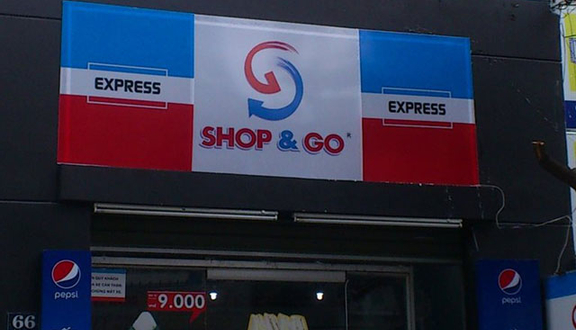 EXPRESS
SHOP & GO
EXPRESS
pepsi
9.000
pepsi
66